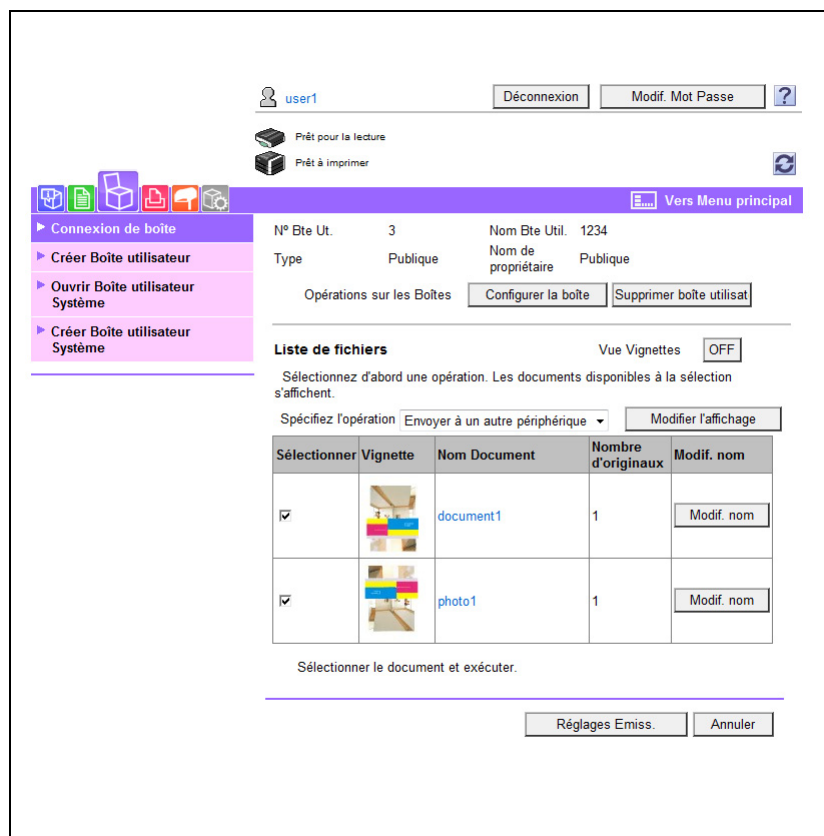 user1
Déconnexion
Modif. Mot Passe
?
Prêt pour la lecture
Prêt à imprimer
Vers Menu principal
Connexion de boîte
Créer Boîte utilisateur
Ouvrir Boîte utilisateur
Système
Créer Boîte utilisateur
Système
Nº Bte Ut. 3 Nom Bte Util. 1234
Type Publique Nom de
propriétaire Publique
Opérations sur les Boîtes Configurer la boîte Supprimer boîte utilisat
Liste de fichiers Vue Vignettes OFF
Sélectionnez d'abord une opération. Les documents disponibles à la sélection
s'affichent.
Spécifiez l'opération Envoyer à un autre périphérique Modifier l'affichage
Sélectionner Vignette Nom Document Nombre
d'originaux Modif. nom
document1 1 Modif. nom
photo1 1 Modif. nom
Sélectionner le document et exécuter.
Réglages Emiss. Annuler